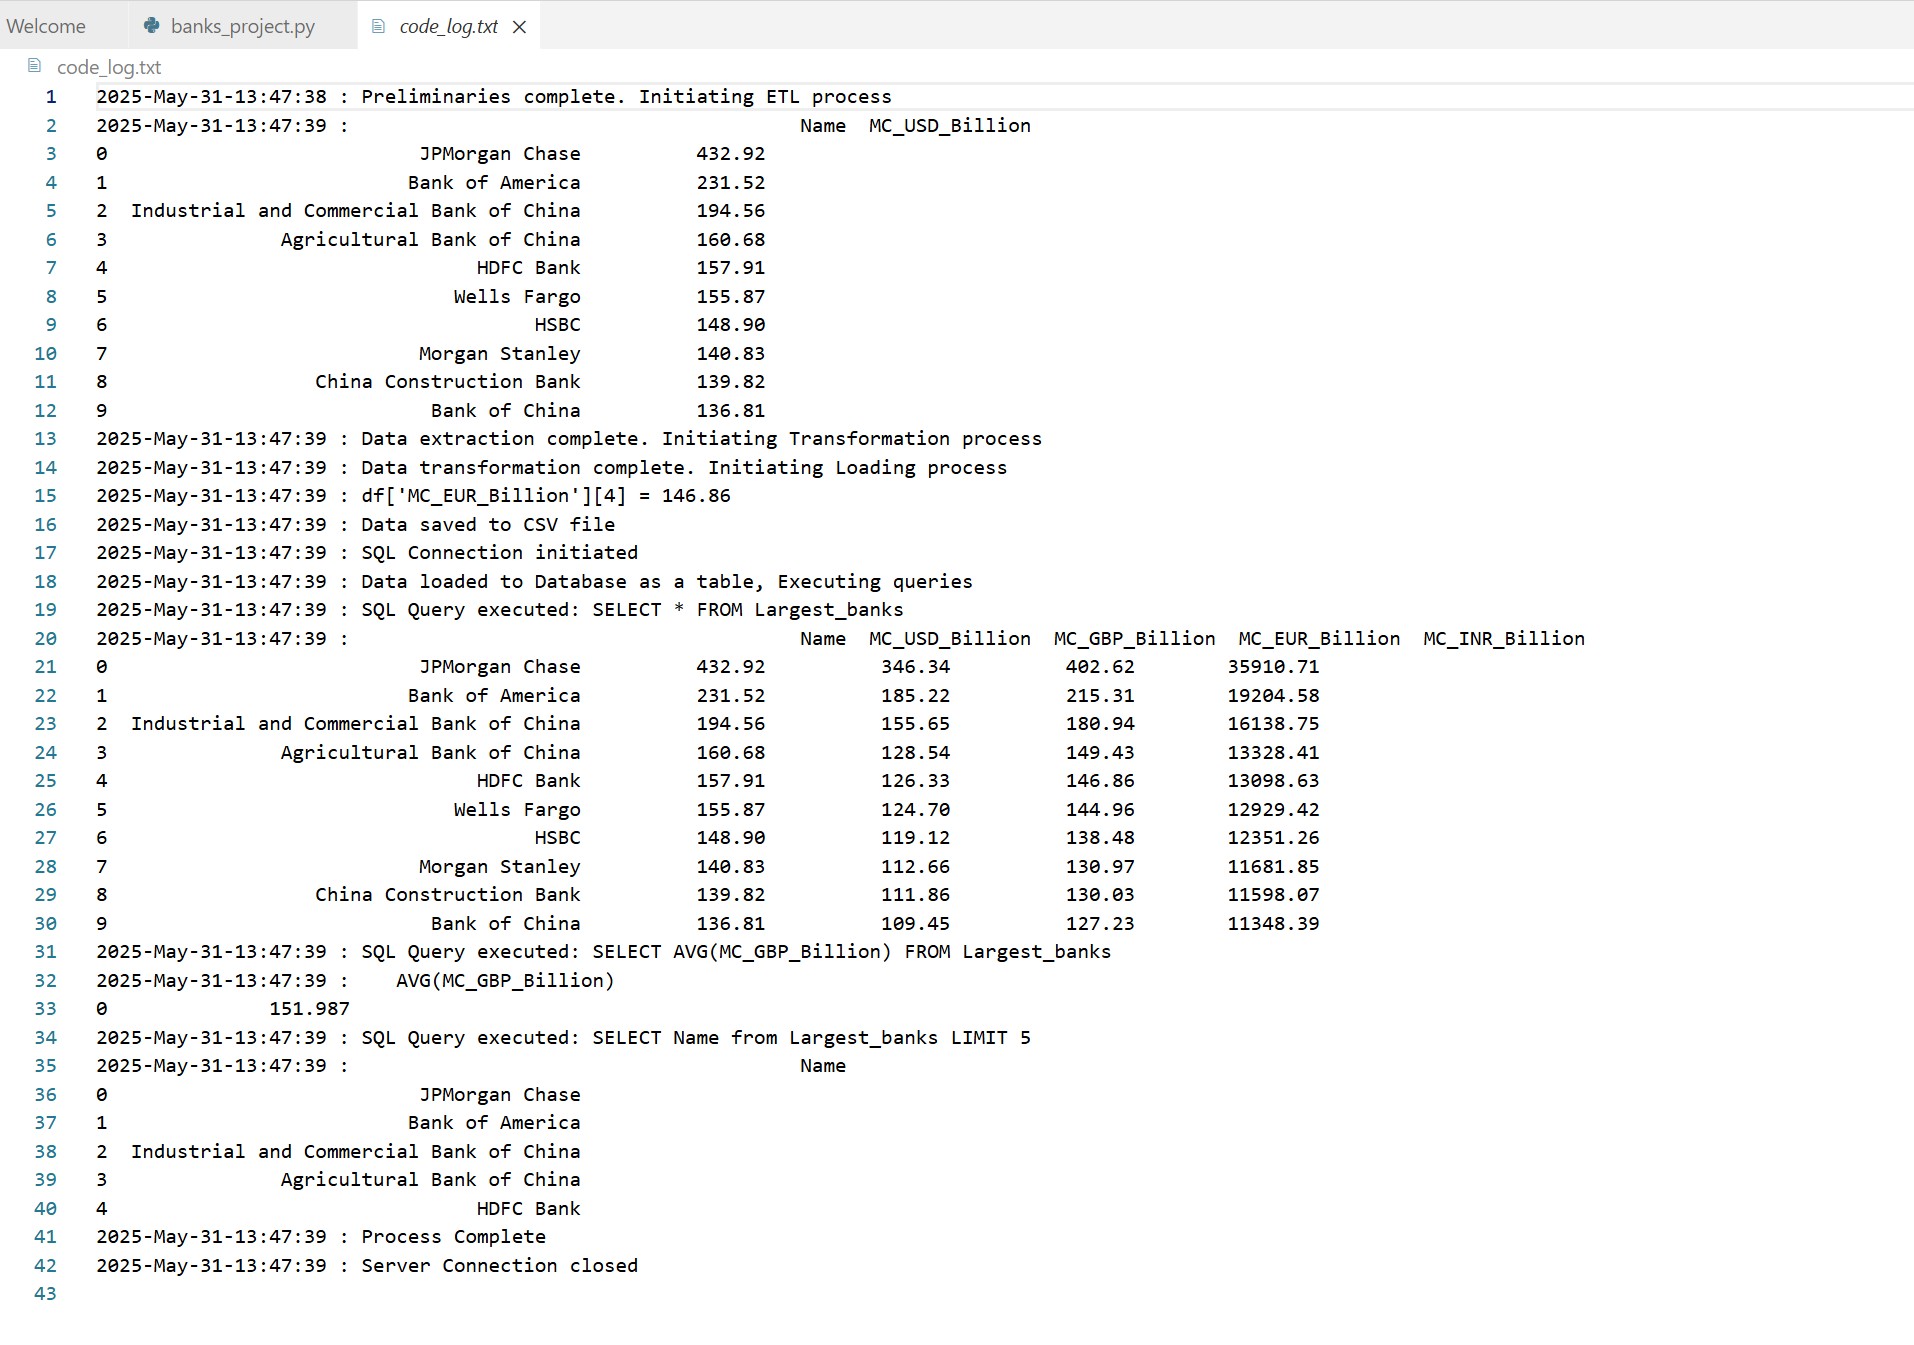 Welcome banks_project.py code_log.txt
code_log.txt
1 2025-May-31-13:47:38 : Preliminaries complete. Initiating ETL process
2 2025-May-31-13:47:39 : Name MC_USD_Billion
3 0 JPMorgan Chase 432.92
4 1 Bank of America 231.52
5 2 Industrial and Commercial Bank of China 194.56
6 3 Agricultural Bank of China 160.68
7 4 HDFC Bank 157.91
8 5 Wells Fargo 155.87
9 6 HSBC 148.90
10 7 Morgan Stanley 140.83
11 8 China Construction Bank 139.82
12 9 Bank of China 136.81
13 2025-May-31-13:47:39 : Data extraction complete. Initiating Transformation process
14 2025-May-31-13:47:39 : Data transformation complete. Initiating Loading process
15 2025-May-31-13:47:39 : df['MC_EUR_Billion'][4] = 146.86
16 2025-May-31-13:47:39 : Data saved to CSV file
17 2025-May-31-13:47:39 : SQL Connection initiated
18 2025-May-31-13:47:39 : Data loaded to Database as a table, Executing queries
19 2025-May-31-13:47:39 : SQL Query executed: SELECT * FROM Largest_banks
20 2025-May-31-13:47:39 : Name MC_USD_Billion MC_GBP_Billion MC_EUR_Billion MC_INR_Billion
21 0 JPMorgan Chase 432.92 346.34 402.62 35910.71
22 1 Bank of America 231.52 185.22 215.31 19204.58
23 2 Industrial and Commercial Bank of China 194.56 155.65 180.94 16138.75
24 3 Agricultural Bank of China 160.68 128.54 149.43 13328.41
25 4 HDFC Bank 157.91 126.33 146.86 13098.63
26 5 Wells Fargo 155.87 124.70 144.96 12929.42
27 6 HSBC 148.90 119.12 138.48 12351.26
28 7 Morgan Stanley 140.83 112.66 130.97 11681.85
29 8 China Construction Bank 139.82 111.86 130.03 11598.07
30 9 Bank of China 136.81 109.45 127.23 11348.39
31 2025-May-31-13:47:39 : SQL Query executed: SELECT AVG(MC_GBP_Billion) FROM Largest_banks
32 2025-May-31-13:47:39 : AVG(MC_GBP_Billion)
33 0 151.987
34 2025-May-31-13:47:39 : SQL Query executed: SELECT Name from Largest_banks LIMIT 5
35 2025-May-31-13:47:39 : Name
36 0 JPMorgan Chase
37 1 Bank of America
38 2 Industrial and Commercial Bank of China
39 3 Agricultural Bank of China
40 4 HDFC Bank
41 2025-May-31-13:47:39 : Process Complete
42 2025-May-31-13:47:39 : Server Connection closed
43